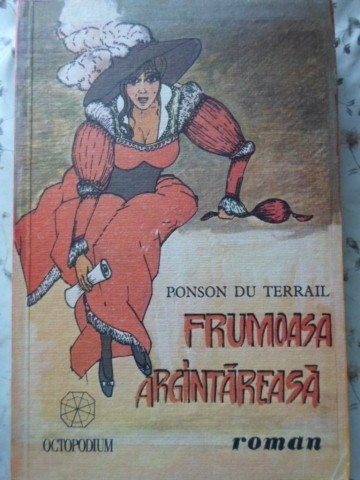 PONSON DU TERRAIL
FRUMOASA
ARGINTĂREASĂ
OCTOPODIUM
roman